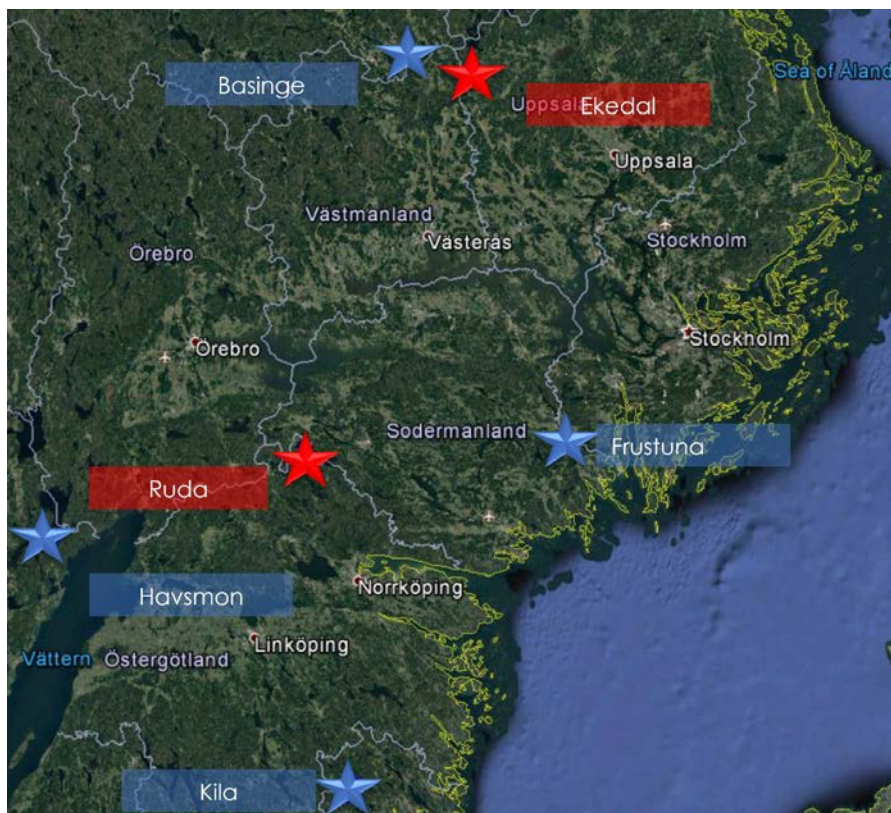 Basinge
Sea of Åland
Uppsala
Ekedal
Uppsala
Västmanland
Västerås
Stockholm
Örebro
Örebro
Stockholm
Sodermanland
Frustuna
Ruda
Havsmon
Norrköping
Linköping
Vättern
Östergötland
Kila